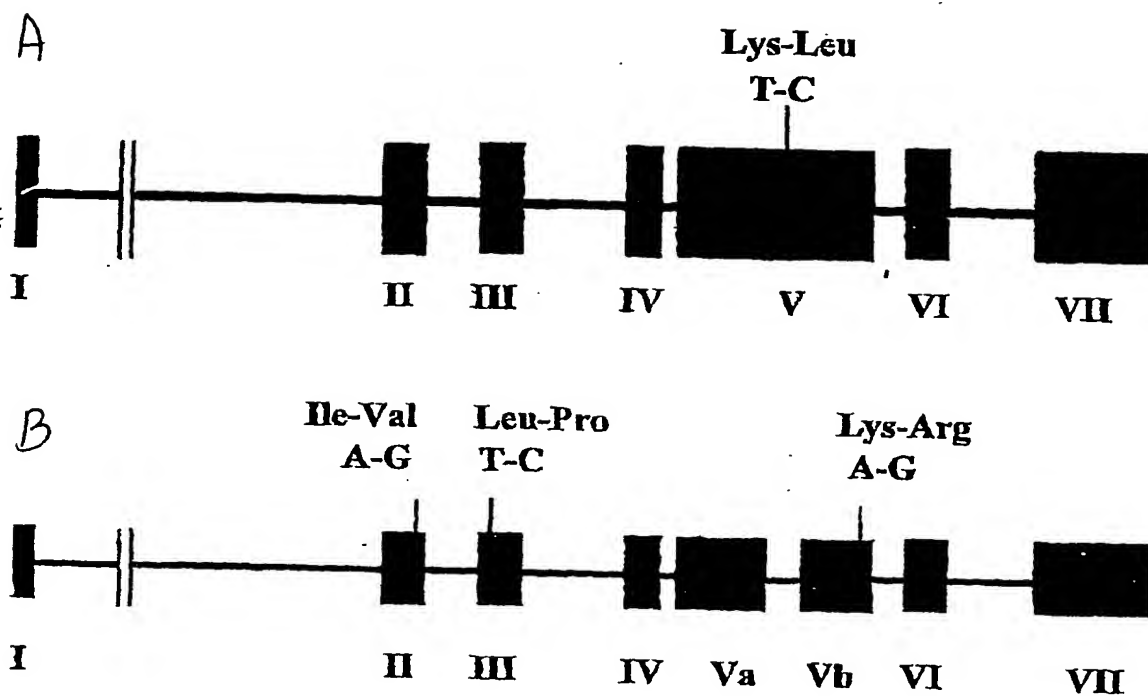 A
Lys-Leu
T-C
I II III IV V VI VII
B
Ile-Val Leu-Pro Lys-Arg
A-G T-C A-G
I II III IV Va Vb VI VII